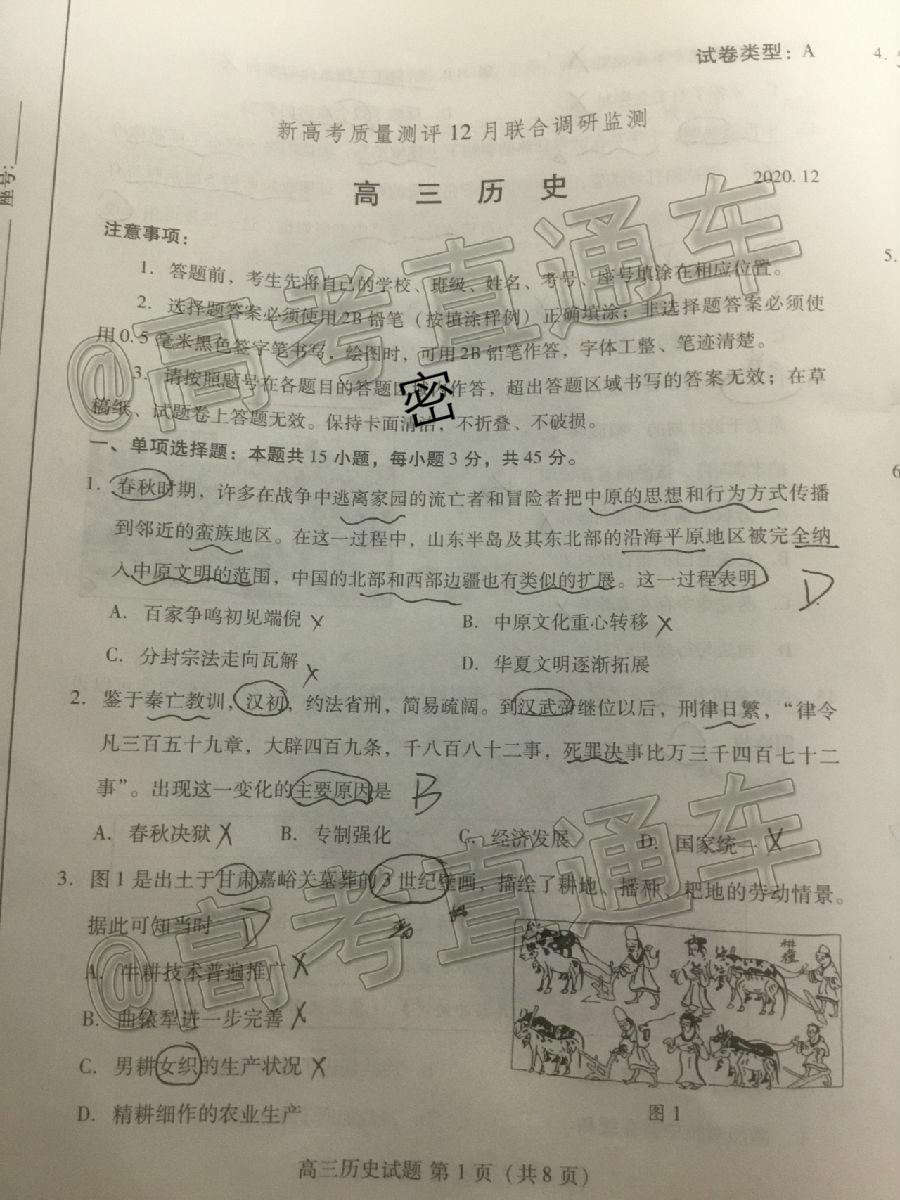 试卷类型：A
新高考质量测评12月联合调研监测
高三历史
2020.12
座号:
注意事项：
1. 答题前，考生先将自己的学校、班级、姓名、考号、座号填涂在相应位置。
2. 选择题答案必须使用2B铅笔（按填涂样例）正确填涂；非选择题答案必须使
用0.5毫米黑色签字笔书写，绘图时，可用2B铅笔作答，字体工整、笔迹清楚。
3. 请按照题号在各题目的答题区域内作答，超出答题区域书写的答案无效；在草
稿纸、试题卷上答题无效。保持卡面清洁，不折叠、不破损。
密
一、单项选择题：本题共15小题，每小题3分，共45分。
1. 春秋时期，许多在战争中逃离家园的流亡者和冒险者把中原的思想和行为方式传播
到邻近的蛮族地区。在这一过程中，山东半岛及其东北部的沿海平原地区被完全纳
入中原文明的范围，中国的北部和西部边疆也有类似的扩展。这一过程表明 D
A. 百家争鸣初见端倪 X B. 中原文化重心转移 X
C. 分封宗法走向瓦解 X D. 华夏文明逐渐拓展
2. 鉴于秦亡教训，汉初，约法省刑，简易疏阔。到汉武帝继位以后，刑律日繁，“律令
凡三百五十九章，大辟四百九条，千八百八十二事，死罪决事比万三千四百七十二
事”。出现这一变化的主要原因是 B
A. 春秋决狱 X B. 专制强化 C. 经济发展 D. 国家统一 X
3. 图1是出土于甘肃嘉峪关墓葬的3世纪壁画，描绘了耕地、播种、耙地的劳动情景。
据此可知当时 D
A. 牛耕技术普遍推广 X
B. 曲辕犁进一步完善 X
C. 男耕女织的生产状况 X
D. 精耕细作的农业生产
耕種
图1
高三历史试题 第1页（共8页）
@高考直通车
@高考直通车
4.
5.
6